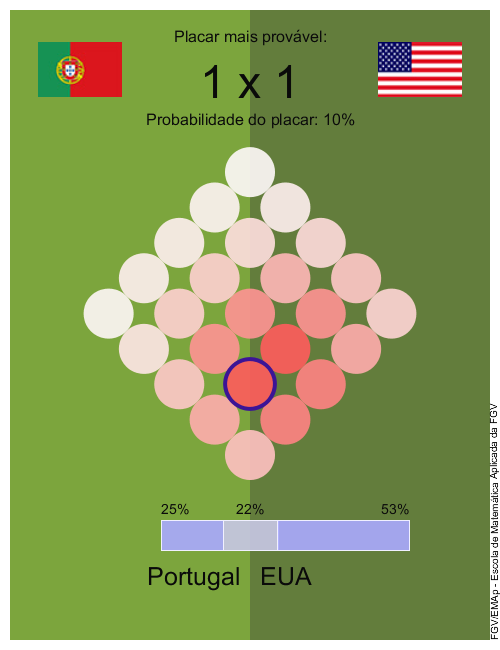 Placar mais provável:
1 x 1
Probabilidade do placar: 10%
25% 22% 53%
Portugal EUA
FGV/EMAp - Escola de Matemática Aplicada da FGV